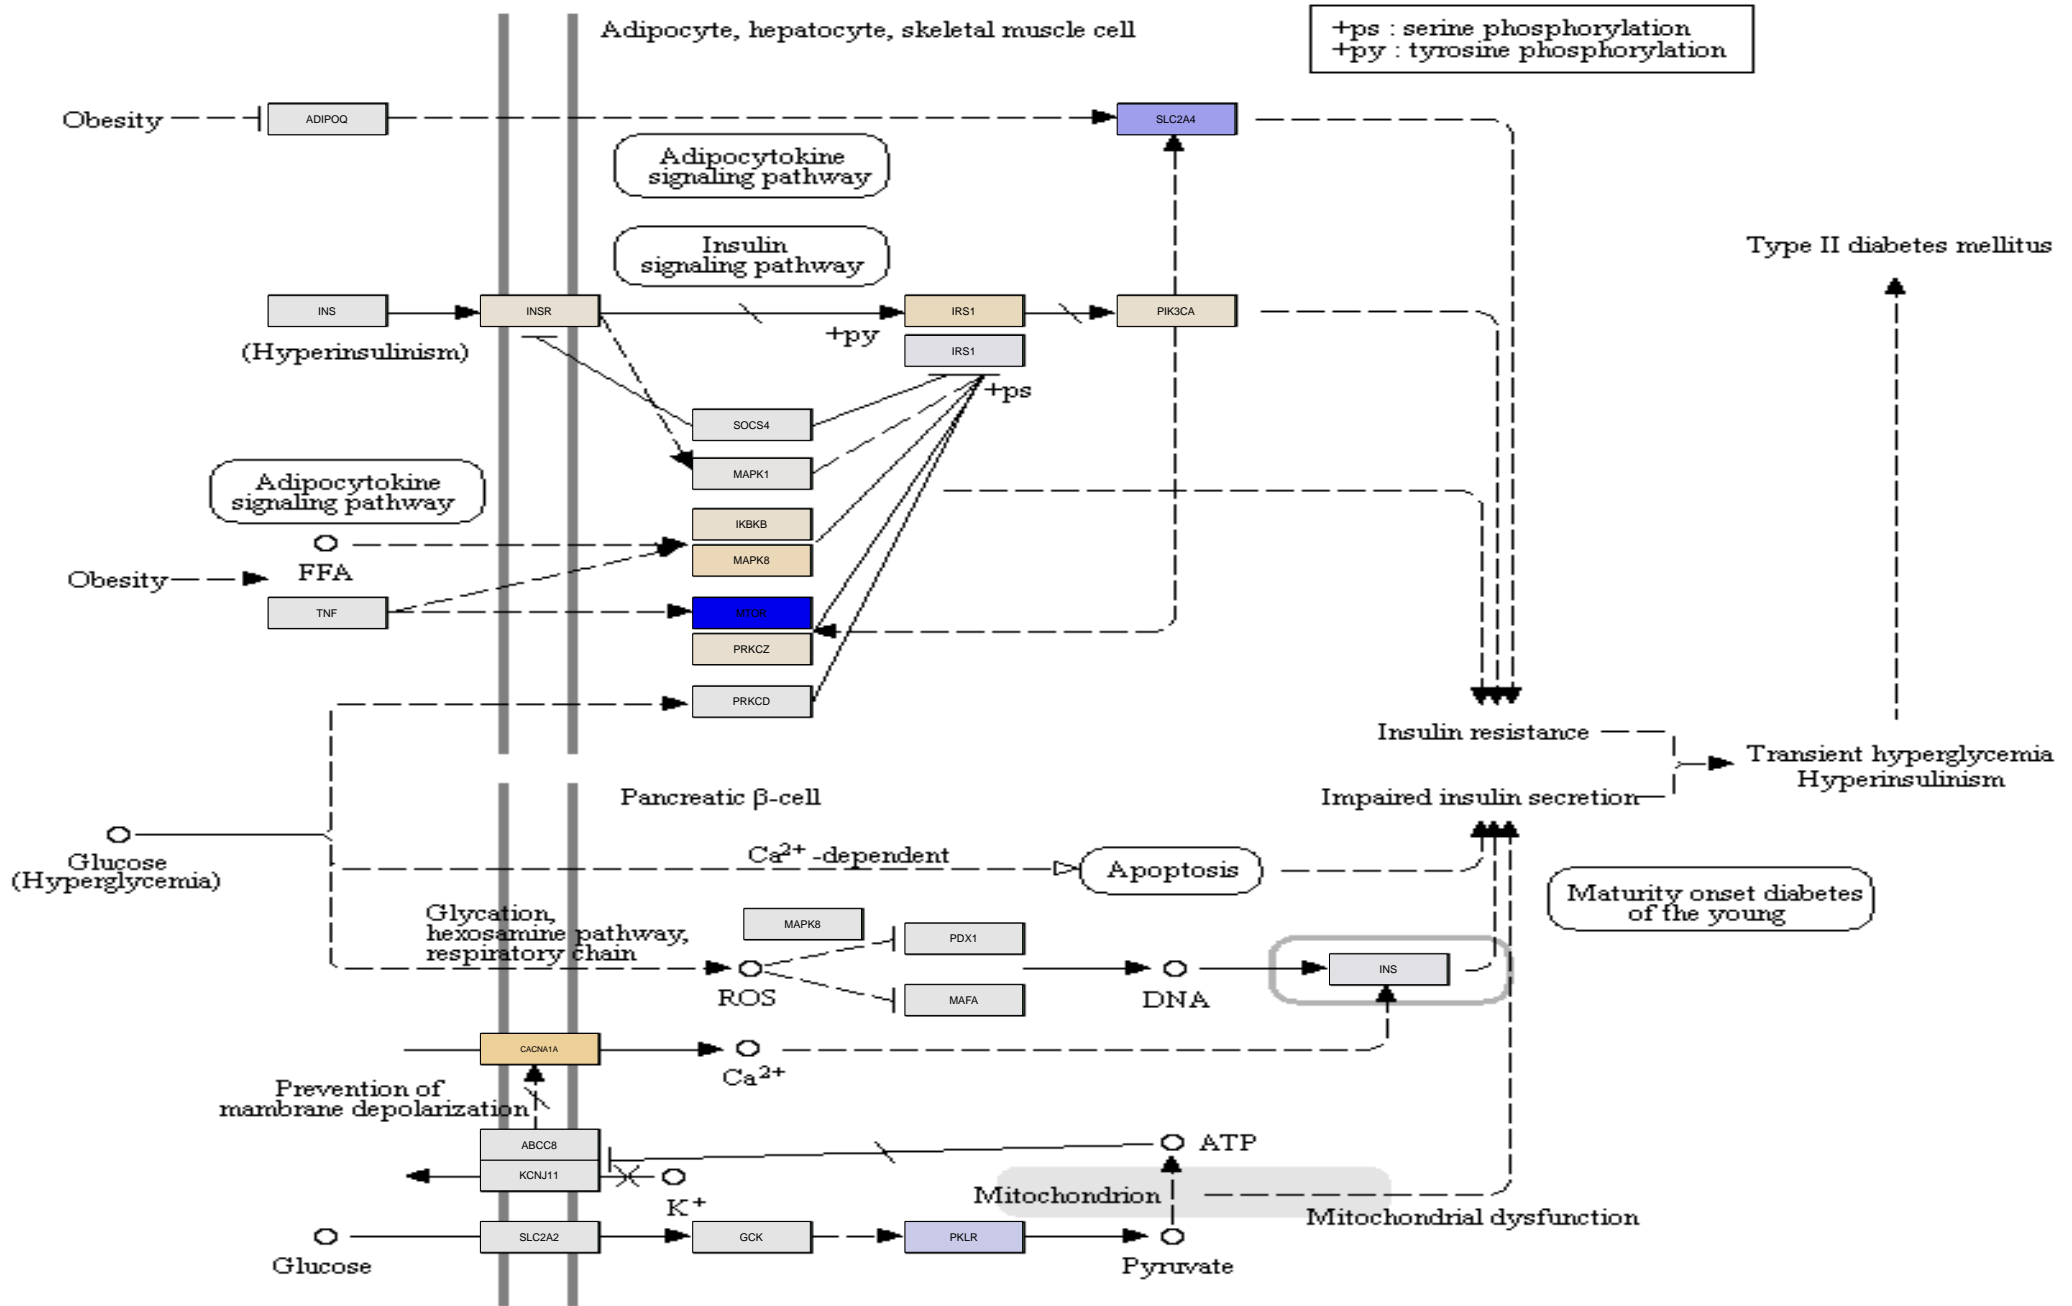 Adipocyte, hepatocyte, skeletal muscle cell
+ps : serine phosphorylation
+py : tyrosine phosphorylation
Obesity
ADIPOQ
SLC2A4
Adipocytokine
signaling pathway
Insulin
signaling pathway
Type II diabetes mellitus
INS
INSR
IRS1
PIK3CA
(Hyperinsulinism)
+py
IRS1
+ps
SOCS4
MAPK1
Adipocytokine
signaling pathway
IKBKB
FFA
MAPK8
Obesity
TNF
MTOR
PRKCZ
PRKCD
Insulin resistance
Transient hyperglycemia
Hyperinsulinism
Pancreatic β-cell
Impaired insulin secretion
Glucose
(Hyperglycemia)
Ca2+ -dependent
Apoptosis
Maturity onset diabetes
of the young
Glycation,
hexosamine pathway,
respiratory chain
MAPK8
PDX1
ROS
MAFA
DNA
INS
CACNA1A
Ca2+
Prevention of
mambrane depolarization
ABCC8
KCNJ11
K+
ATP
Mitochondrion
Mitochondrial dysfunction
SLC2A2
GCK
PKLR
Glucose
Pyruvate